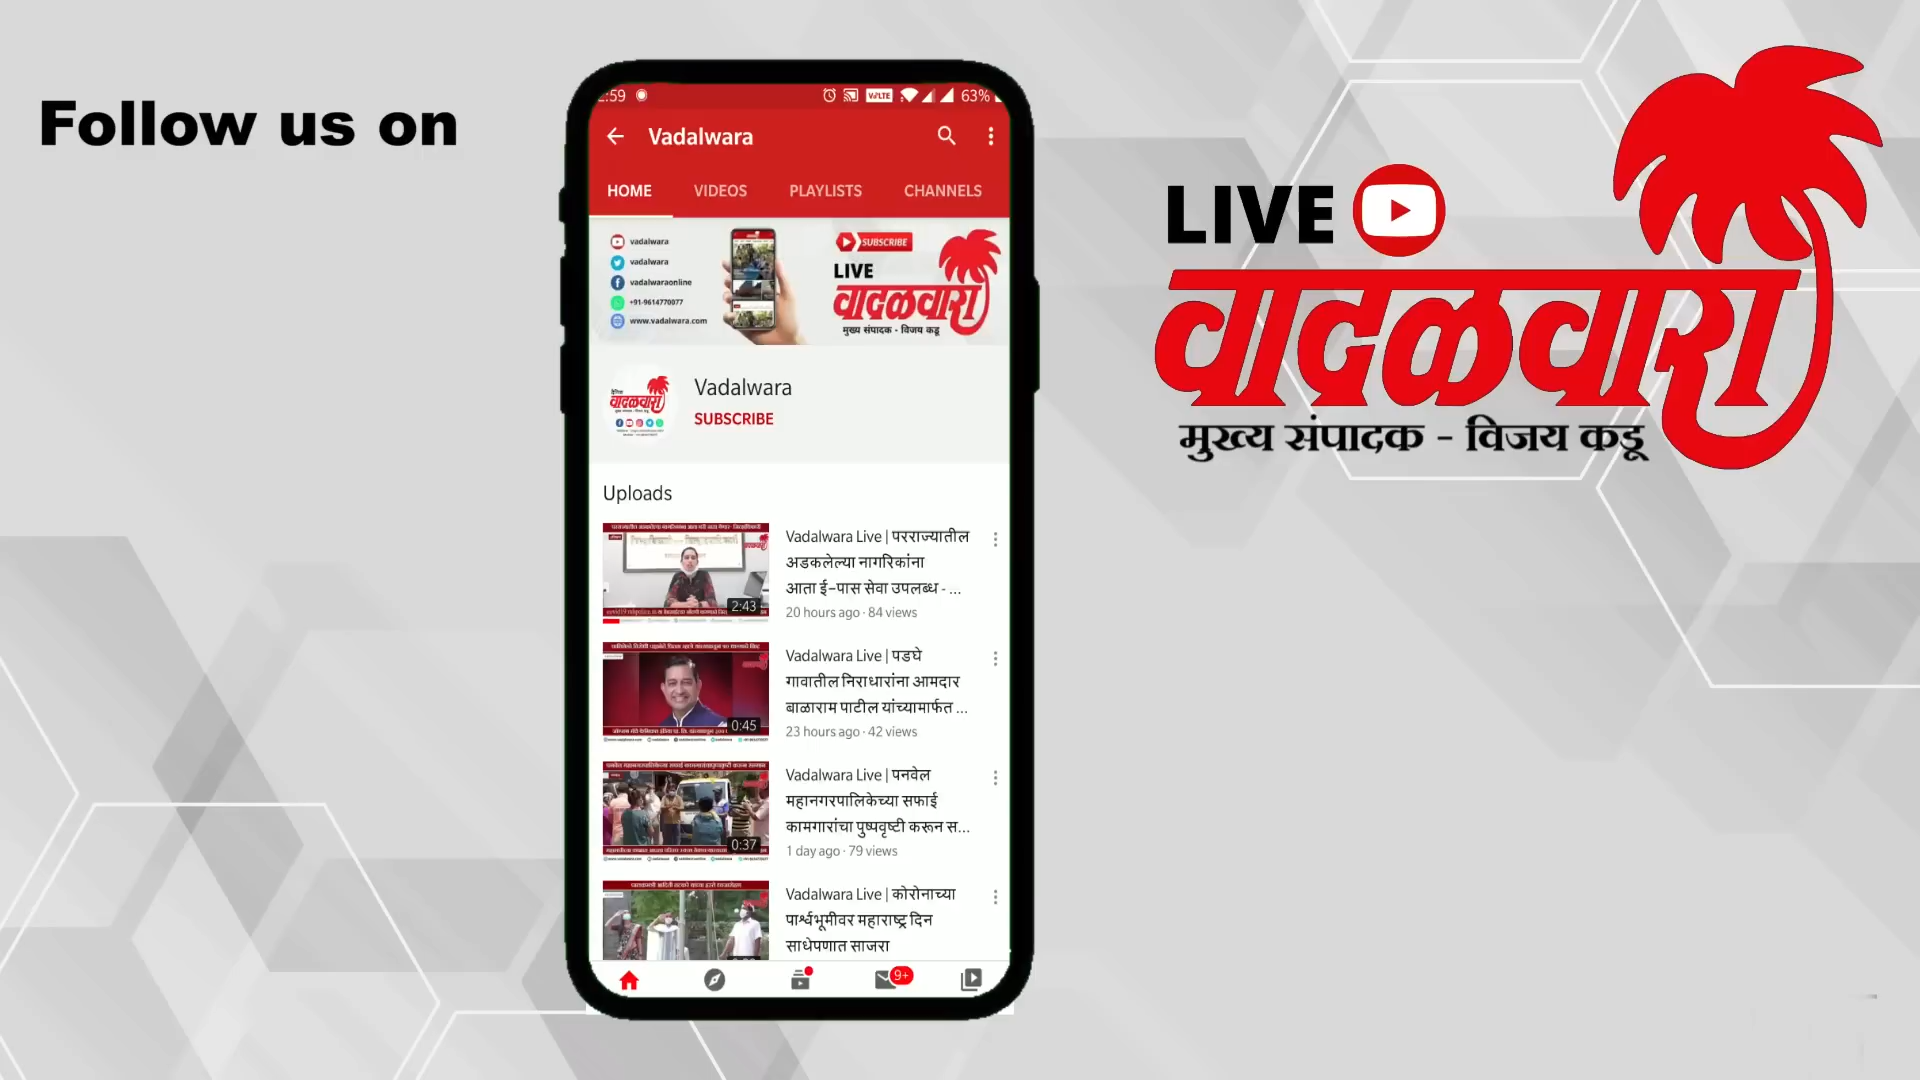 Follow us on
:59
VoLTE
63%
Vadalwara
HOME VIDEOS PLAYLISTS CHANNELS
vadalwara
vadalwara
vadalwaraonline
+91-9614770077
www.vadalwara.com
SUBSCRIBE
LIVE
वादळवारा
मुख्य संपादक - विजय कडू
वादळवारा
Vadalwara
SUBSCRIBE
Uploads
2:43
Vadalwara Live | परराज्यातील
अडकलेल्या नागरिकांना
आता ई-पास सेवा उपलब्ध - ...
20 hours ago · 84 views
0:45
Vadalwara Live | पडघे
गावातील निराधारांना आमदार
बाळाराम पाटील यांच्यामार्फत ...
23 hours ago · 42 views
0:37
Vadalwara Live | पनवेल
महानगरपालिकेच्या सफाई
कामगारांचा पुष्पवृष्टी करून स...
1 day ago · 79 views
Vadalwara Live | कोरोनाच्या
पार्श्वभूमीवर महाराष्ट्र दिन
साधेपणात साजरा
9+
LIVE
वादळवारा
मुख्य संपादक - विजय कडू